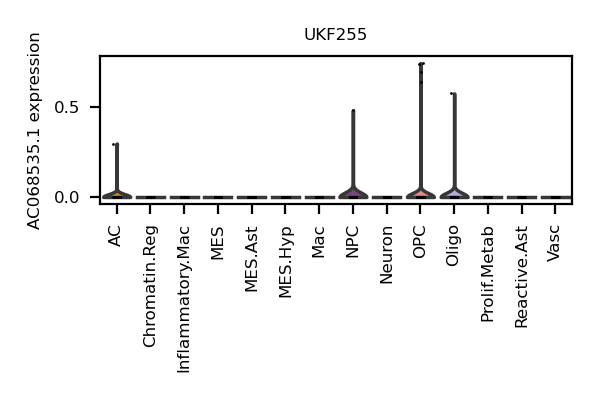 UKF255
AC068535.1 expression
0.5
0.0
AC
Chromatin.Reg
Inflammatory.Mac
MES
MES.Ast
MES.Hyp
Mac
NPC
Neuron
OPC
Oligo
Prolif.Metab
Reactive.Ast
Vasc